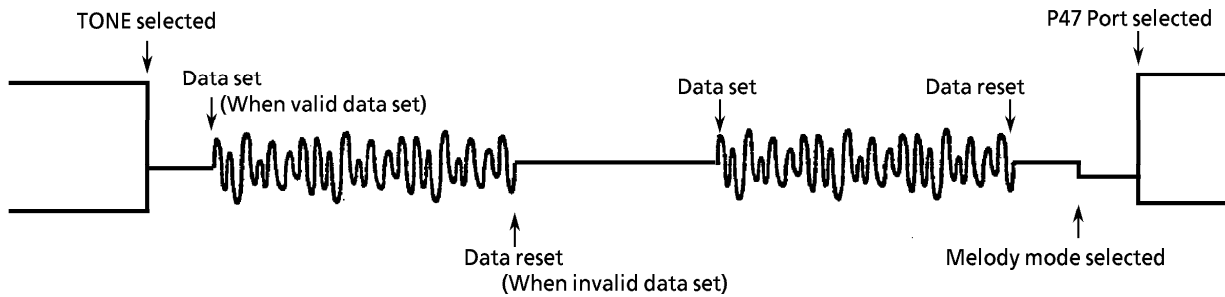 TONE selected
P47 Port selected
Data set
(When valid data set)
Data set
Data reset
Data reset
(When invalid data set)
Melody mode selected